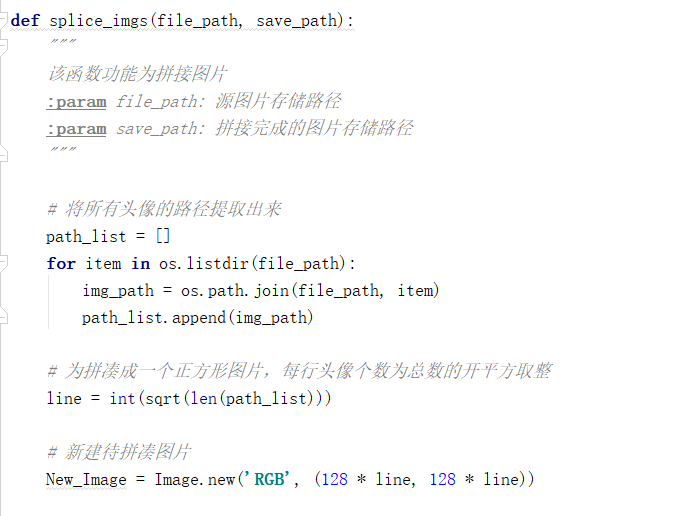 def splice_imgs(file_path, save_path):
    """
    该函数功能为拼接图片
    :param file_path: 源图片存储路径
    :param save_path: 拼接完成的图片存储路径
    """
    # 将所有头像的路径提取出来
    path_list = []
    for item in os.listdir(file_path):
        img_path = os.path.join(file_path, item)
        path_list.append(img_path)
    # 为拼凑成一个正方形图片，每行头像个数为总数的开平方取整
    line = int(sqrt(len(path_list)))
    # 新建待拼凑图片
    New_Image = Image.new('RGB', (128 * line, 128 * line))